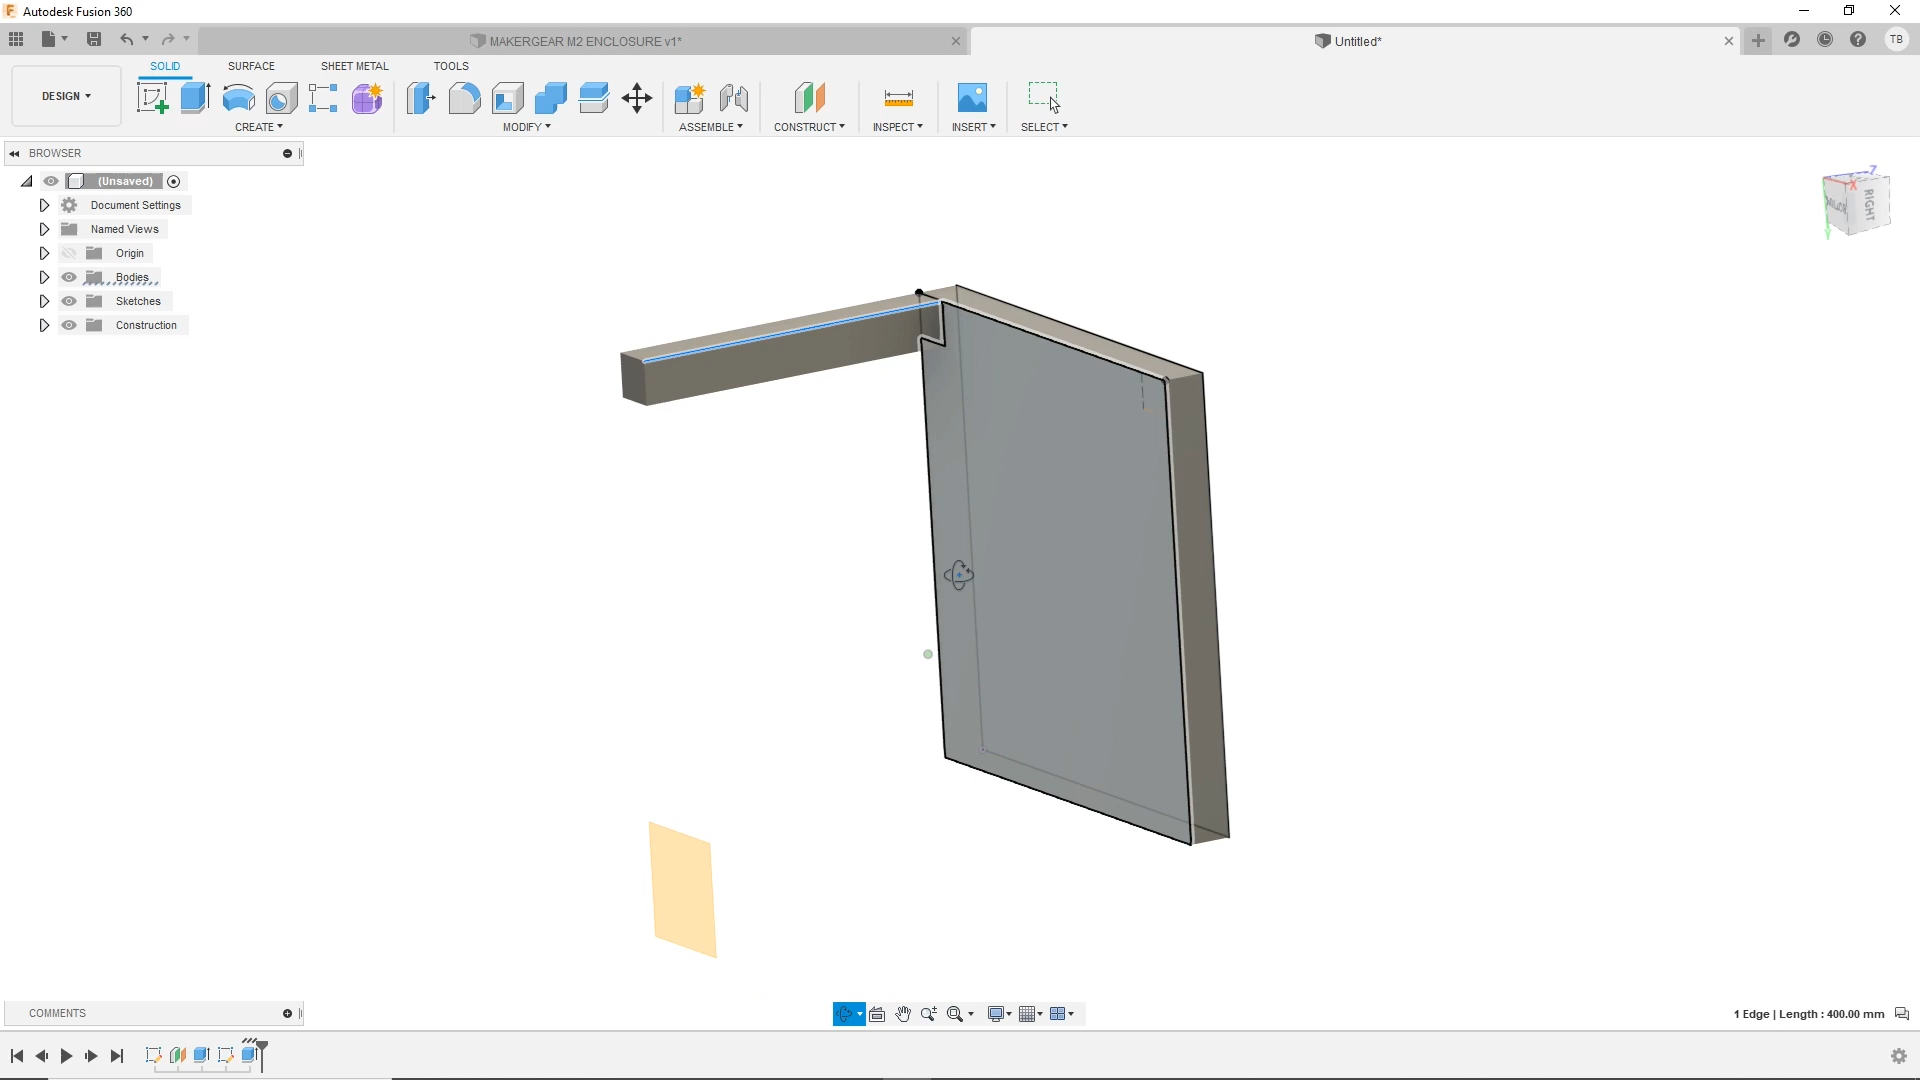 Autodesk Fusion 360
MAKERGEAR M2 ENCLOSURE v1*
Untitled*
TB
DESIGN
SOLID
SURFACE
SHEET METAL
TOOLS
CREATE
MODIFY
ASSEMBLE
CONSTRUCT
INSPECT
INSERT
SELECT
BROWSER
(Unsaved)
Document Settings
Named Views
Origin
Bodies
Sketches
Construction
Z
X
Y
RIGHT
COMMENTS
1 Edge | Length : 400.00 mm